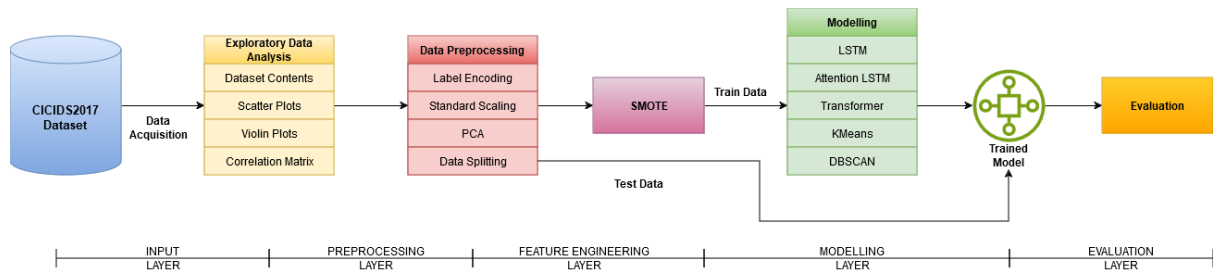 CICIDS2017
Dataset
Data
Acquisition
Exploratory Data
Analysis
Dataset Contents
Scatter Plots
Violin Plots
Correlation Matrix
Data Preprocessing
Label Encoding
Standard Scaling
PCA
Data Splitting
SMOTE
Train Data
Test Data
Modelling
LSTM
Attention LSTM
Transformer
KMeans
DBSCAN
Trained
Model
Evaluation
INPUT
LAYER
PREPROCESSING
LAYER
FEATURE ENGINEERING
LAYER
MODELLING
LAYER
EVALUATION
LAYER